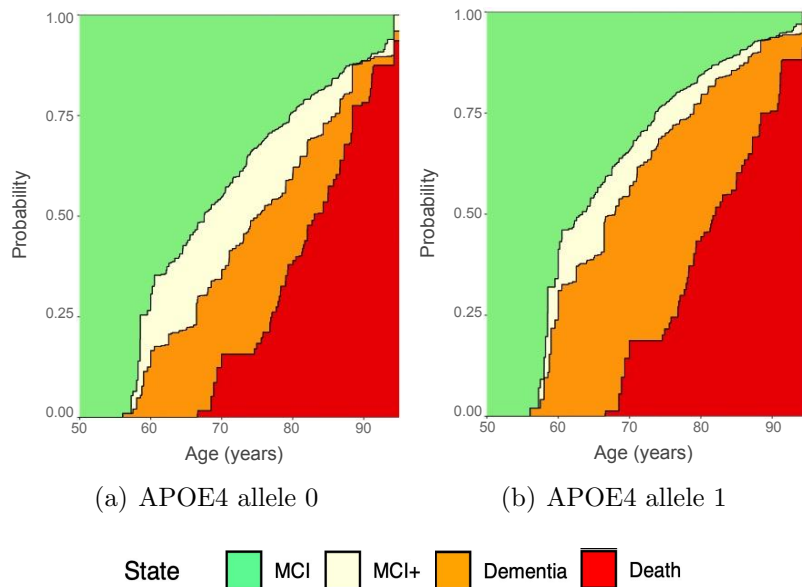 1.00
0.75
0.50
0.25
0.00
Probability
50 60 70 80 90
Age (years)
(a) APOE4 allele 0
1.00
0.75
0.50
0.25
0.00
Probability
50 60 70 80 90
Age (years)
(b) APOE4 allele 1
State MCI MCI+ Dementia Death